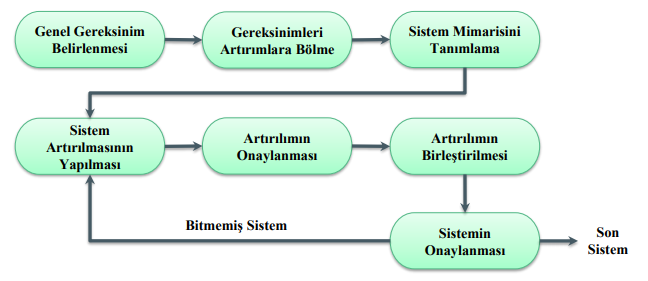 Genel Gereksinim
Belirlenmesi
Gereksinimleri
Artırımlara Bölme
Sistem Mimarisini
Tanımlama
Sistem
Artırılmasının
Yapılması
Artırılımın
Onaylanması
Artırılımın
Birleştirilmesi
Bitmemiş Sistem
Sistemin
Onaylanması
Son
Sistem